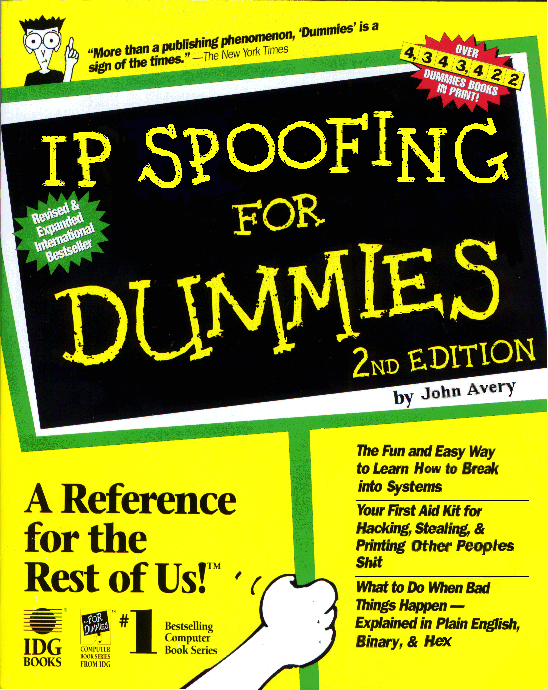 "More than a publishing phenomenon, 'Dummies' is a
sign of the times." —The New York Times
OVER
4,343,422
DUMMIES BOOKS
IN PRINT!
IP SPOOFING
FOR
DUMMIES
2ND EDITION
Revised &
Expanded
International
Bestseller
by John Avery
A Reference
for the
Rest of Us!™
The Fun and Easy Way
to Learn How to Break
into Systems
Your First Aid Kit for
Hacking, Stealing, &
Printing Other Peoples
Shit
What to Do When Bad
Things Happen —
Explained in Plain English,
Binary, & Hex
IDG
BOOKS
...FOR
DUMMIES
COMPUTER
BOOK SERIES
FROM IDG
#1
Bestselling
Computer
Book Series